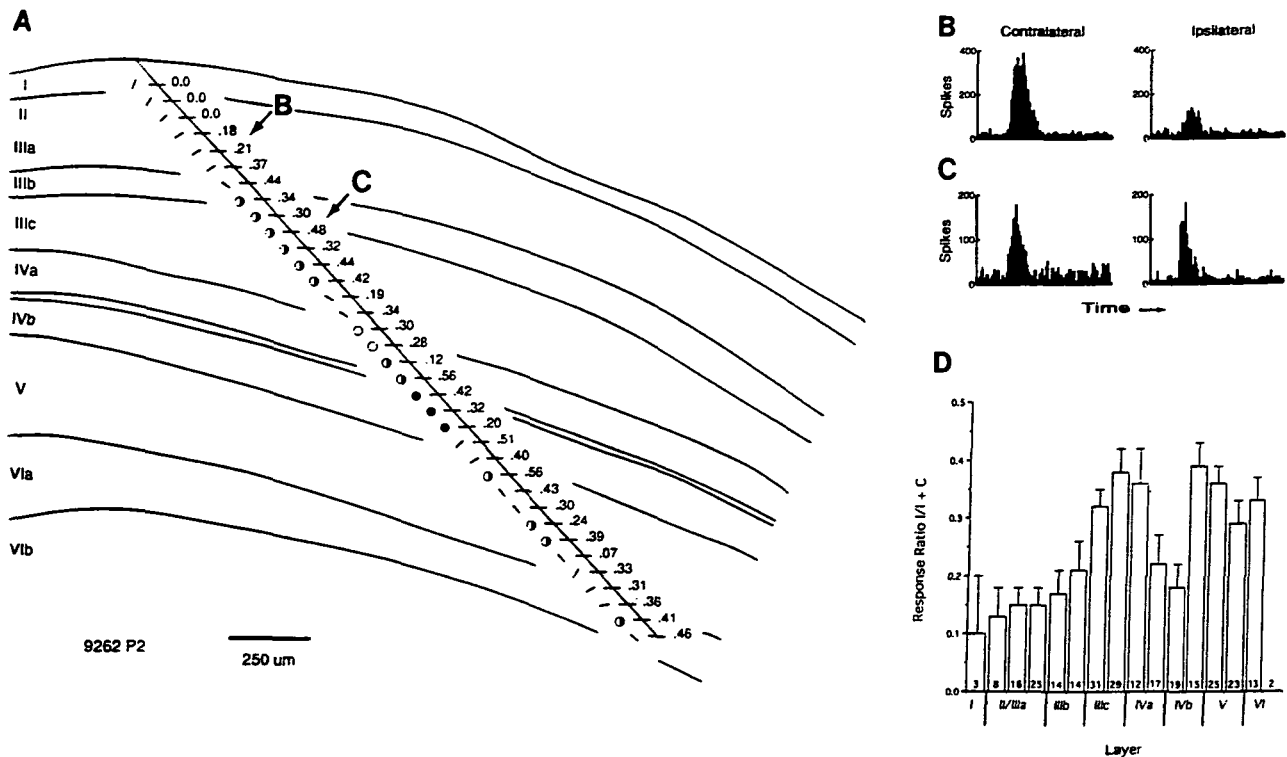 A
I
II
IIIa
IIIb
IIIc
IVa
IVb
V
VIa
VIb
0.0
0.0
0.0
.18
.21
.37
.44
.34
.30
.48
.32
.44
.42
.19
.34
.30
.28
.12
.56
.42
.32
.20
.51
.40
.56
.43
.30
.24
.39
.07
.33
.31
.36
.41
.46
B
C
9262 P2
250 um
B
Contralateral Ipsilateral
Spikes
400
200
0
400
200
0
C
Spikes
200
100
0
200
100
0
Time
D
Response Ratio I/I + C
0.5
0.4
0.3
0.2
0.1
0.0
3 8 16 25 14 14 31 29 12 17 19 15 25 23 13 2
I II/IIIa IIIb IIIc IVa IVb V VI
Layer